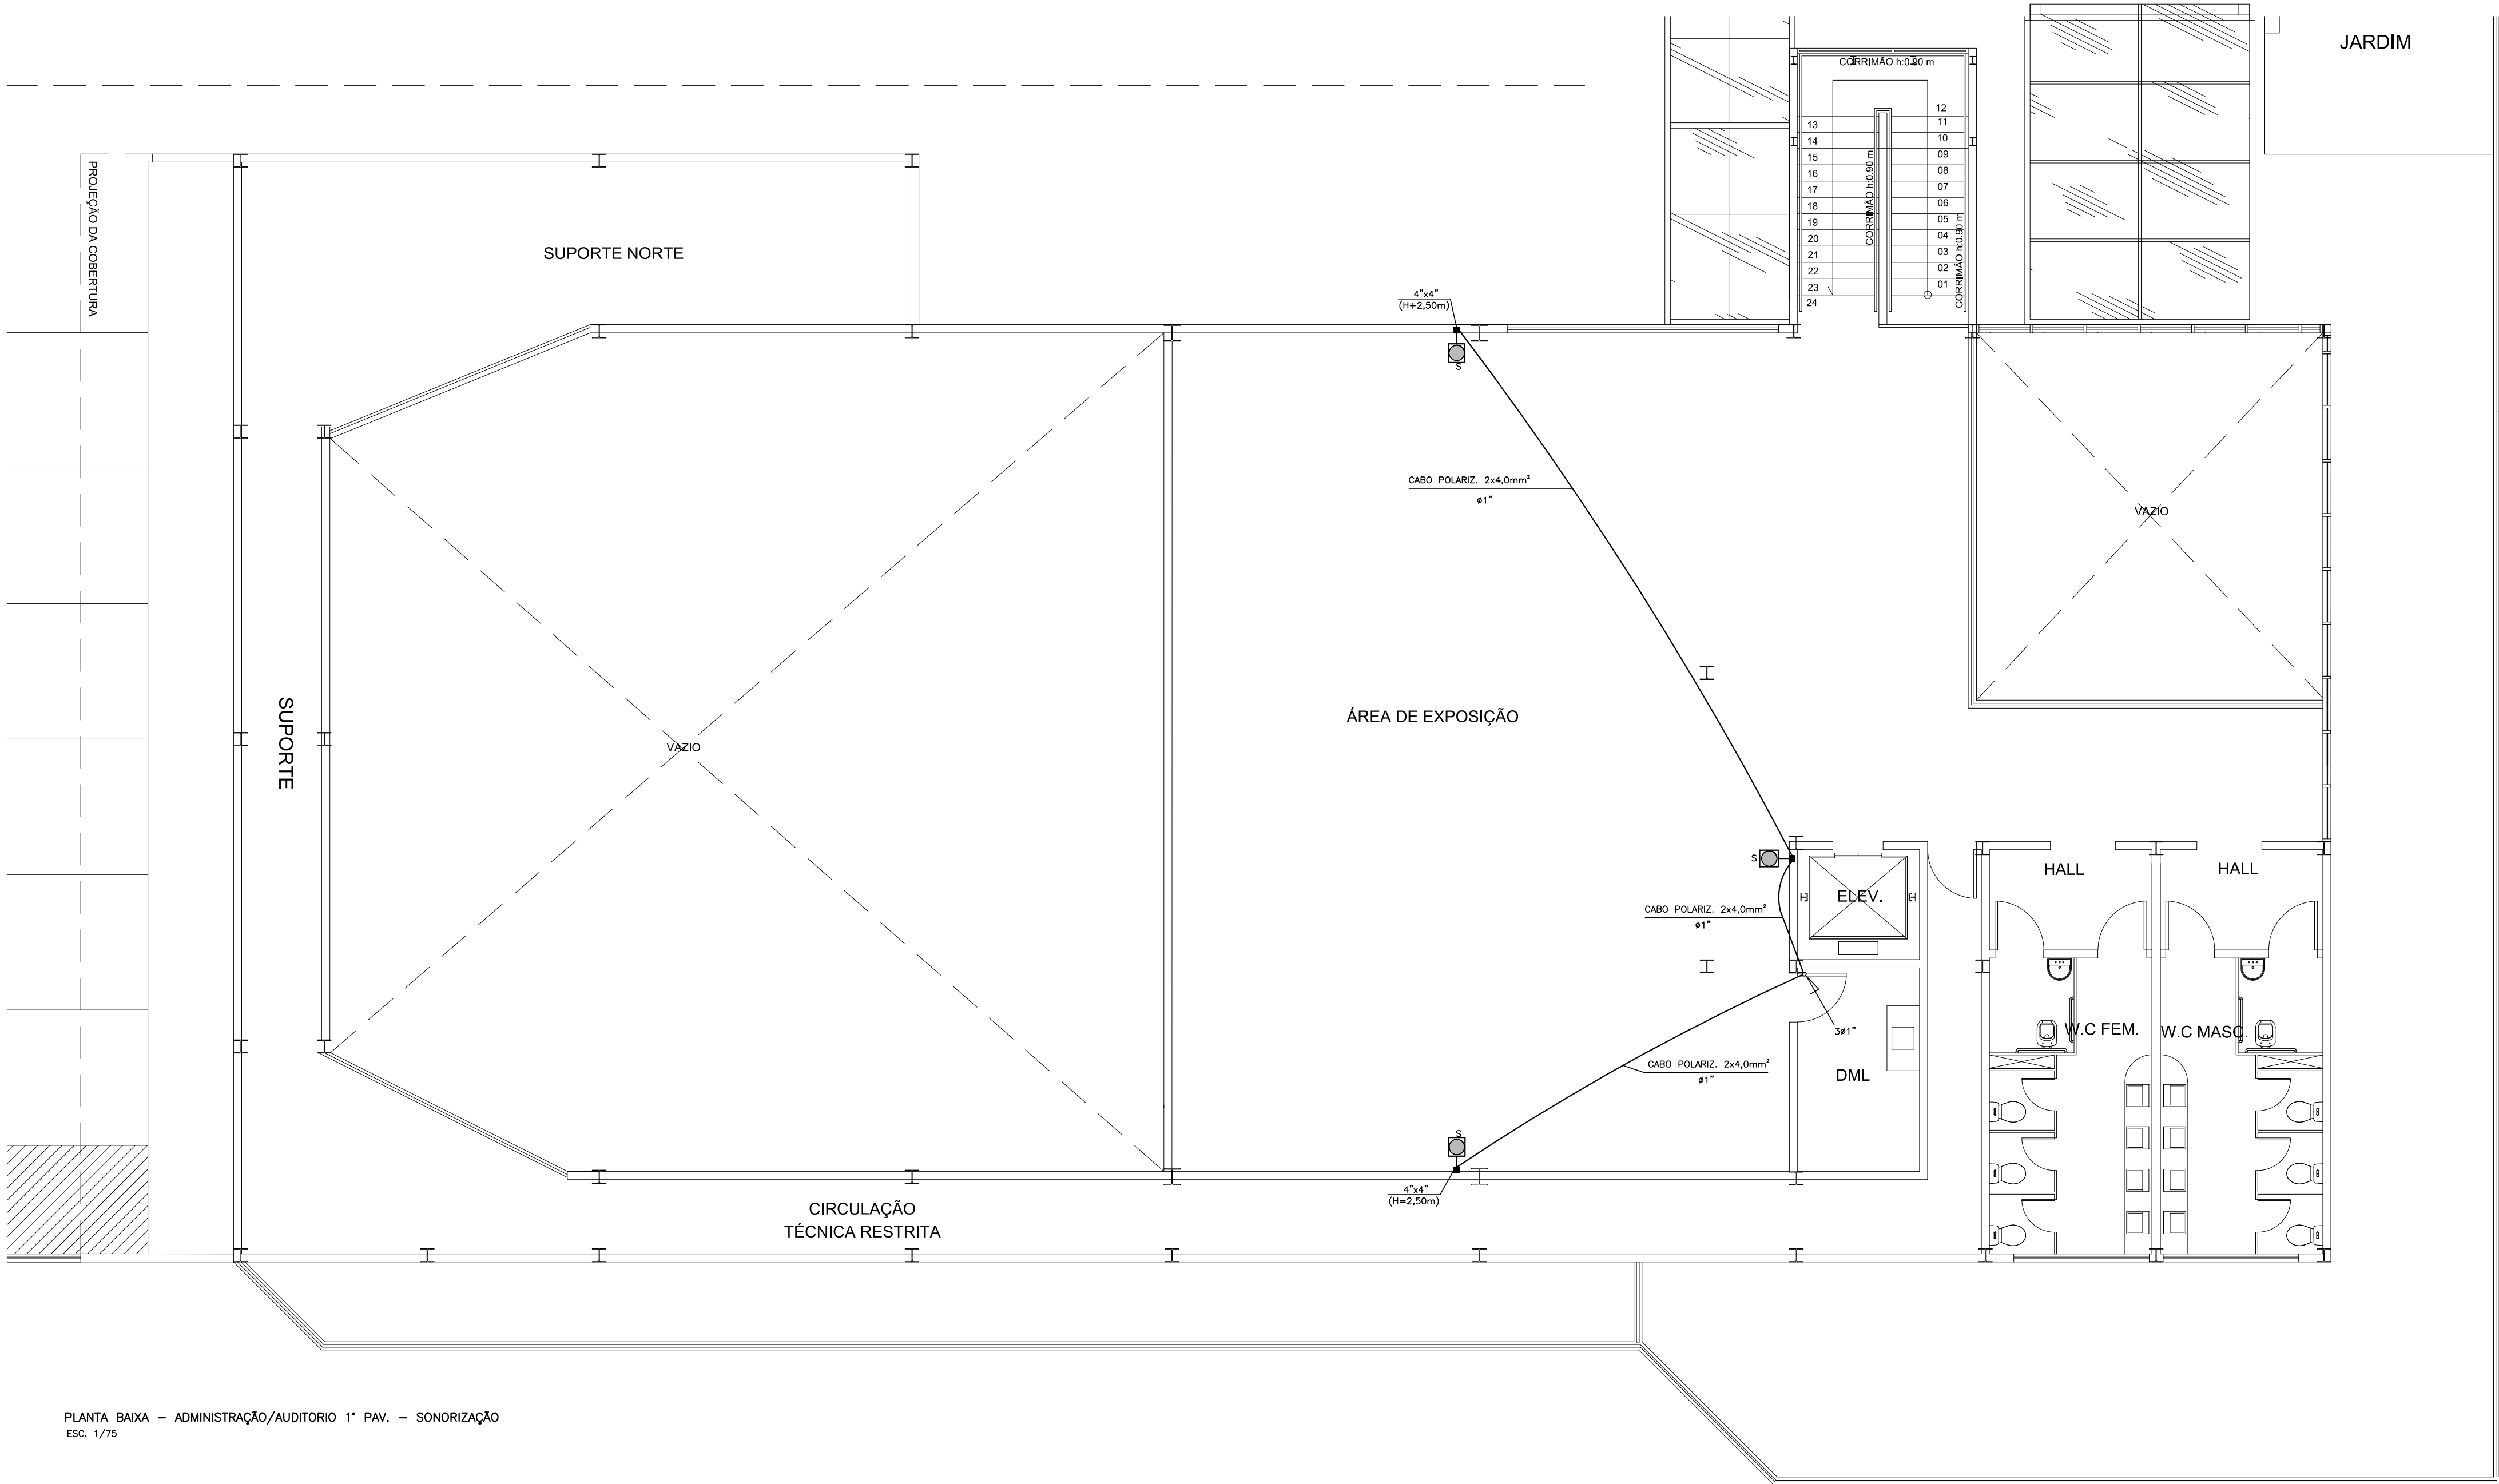 JARDIM
CORRIMÃO h:0.90 m
12
11
10
09
08
07
06
05
04
03
02
01
13
14
15
16
17
18
19
20
21
22
23
24
CORRIMÃO h:0.90 m
CORRIMÃO h:0.90 m
PROJEÇÃO DA COBERTURA
SUPORTE NORTE
4"x4"
(H+2,50m)
S
CABO POLARIZ. 2x4,0mm²
ø1"
VAZIO
SUPORTE
VAZIO
ÁREA DE EXPOSIÇÃO
S
ELEV.
HALL
HALL
CABO POLARIZ. 2x4,0mm²
ø1"
3ø1"
W.C FEM.
W.C MASC.
CABO POLARIZ. 2x4,0mm²
ø1"
DML
S
4"x4"
(H=2,50m)
CIRCULAÇÃO
TÉCNICA RESTRITA
PLANTA BAIXA – ADMINISTRAÇÃO/AUDITORIO 1° PAV. – SONORIZAÇÃO
ESC. 1/75